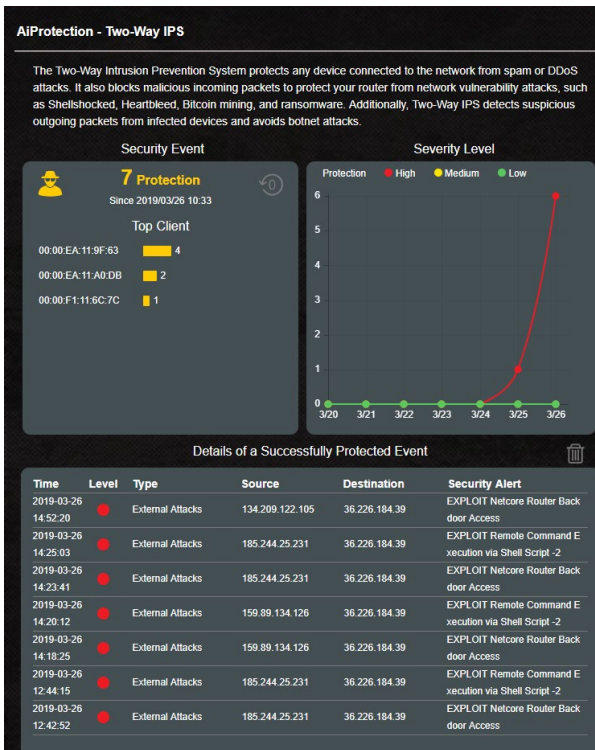 AiProtection - Two-Way IPS
The Two-Way Intrusion Prevention System protects any device connected to the network from spam or DDoS
attacks. It also blocks malicious incoming packets to protect your router from network vulnerability attacks, such
as Shellshocked, Heartbleed, Bitcoin mining, and ransomware. Additionally, Two-Way IPS detects suspicious
outgoing packets from infected devices and avoids botnet attacks.
Security Event
7 Protection
0
Since 2019/03/26 10:33
Top Client
00:00:EA:11:9F:63 4
00:00:EA:11:A0:DB 2
00:00:F1:11:6C:7C 1
Severity Level
Protection High Medium Low
6
5
4
3
2
1
0
3/20 3/21 3/22 3/23 3/24 3/25 3/26
Details of a Successfully Protected Event
Time Level Type Source Destination Security Alert
2019-03-26 EXPLOIT Netcore Router Back
14:52:20 External Attacks 134.209.122.105 36.226.184.39 door Access
2019-03-26 EXPLOIT Remote Command E
14:25:03 External Attacks 185.244.25.231 36.226.184.39 xecution via Shell Script -2
2019-03-26 EXPLOIT Netcore Router Back
14:23:41 External Attacks 185.244.25.231 36.226.184.39 door Access
2019-03-26 EXPLOIT Remote Command E
14:20:12 External Attacks 159.89.134.126 36.226.184.39 xecution via Shell Script -2
2019-03-26 EXPLOIT Netcore Router Back
14:18:25 External Attacks 159.89.134.126 36.226.184.39 door Access
2019-03-26 EXPLOIT Remote Command E
12:44:15 External Attacks 185.244.25.231 36.226.184.39 xecution via Shell Script -2
2019-03-26 EXPLOIT Netcore Router Back
12:42:52 External Attacks 185.244.25.231 36.226.184.39 door Access